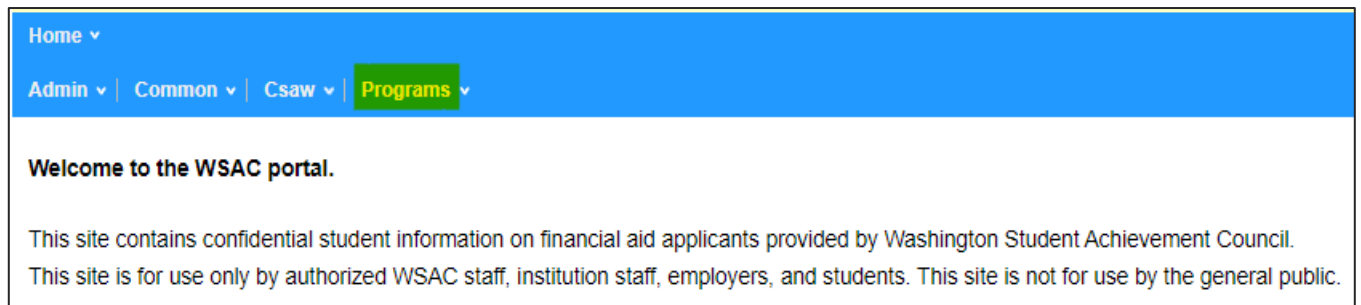 Home
Admin | Common | Csaw | Programs
Welcome to the WSAC portal.
This site contains confidential student information on financial aid applicants provided by Washington Student Achievement Council.
This site is for use only by authorized WSAC staff, institution staff, employers, and students. This site is not for use by the general public.